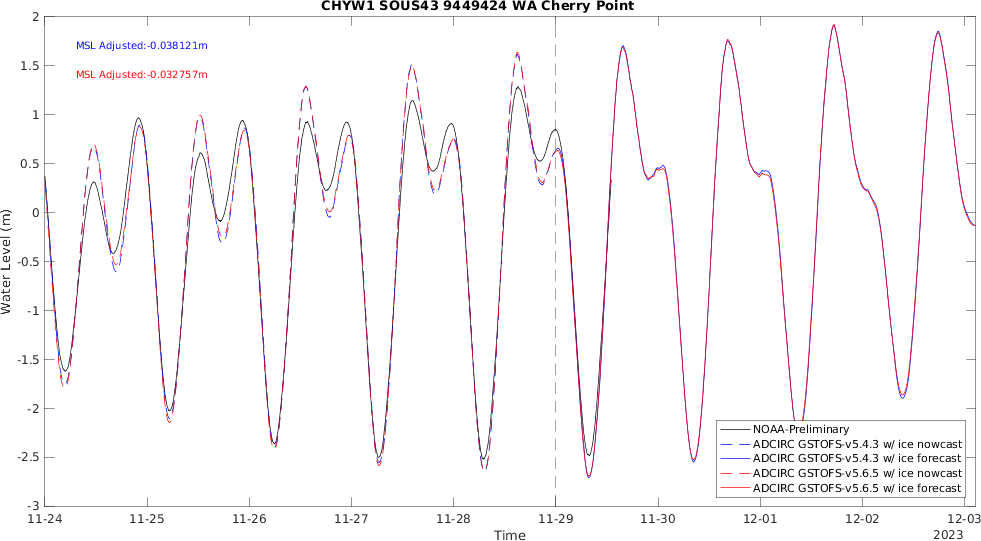 CHYW1 SOUS43 9449424 WA Cherry Point
MSL Adjusted:-0.038121m
MSL Adjusted:-0.032757m
Water Level (m)
2
1.5
1
0.5
0
-0.5
-1
-1.5
-2
-2.5
-3
NOAA-Preliminary
ADCIRC GSTOFS-v5.4.3 w/ ice nowcast
ADCIRC GSTOFS-v5.4.3 w/ ice forecast
ADCIRC GSTOFS-v5.6.5 w/ ice nowcast
ADCIRC GSTOFS-v5.6.5 w/ ice forecast
11-24 11-25 11-26 11-27 11-28 11-29 11-30 12-01 12-02 12-03
Time
2023